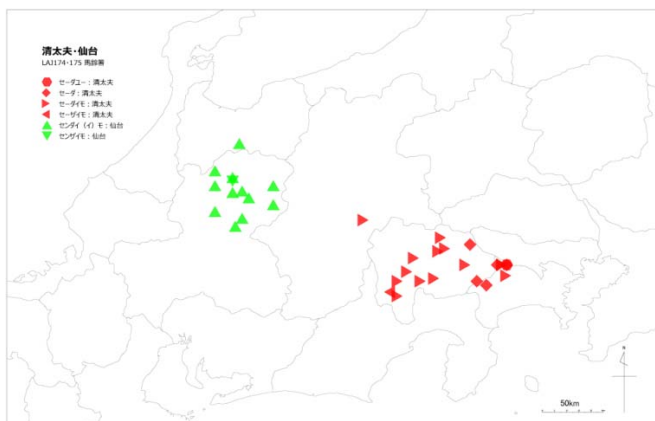 清太夫・仙台
LAJ174・175 馬鈴薯
セーダユー：清太夫
セーダ：清太夫
セーダイモ：清太夫
セーザイモ：清太夫
センダイ（イ）モ：仙台
センザイモ：仙台
50km